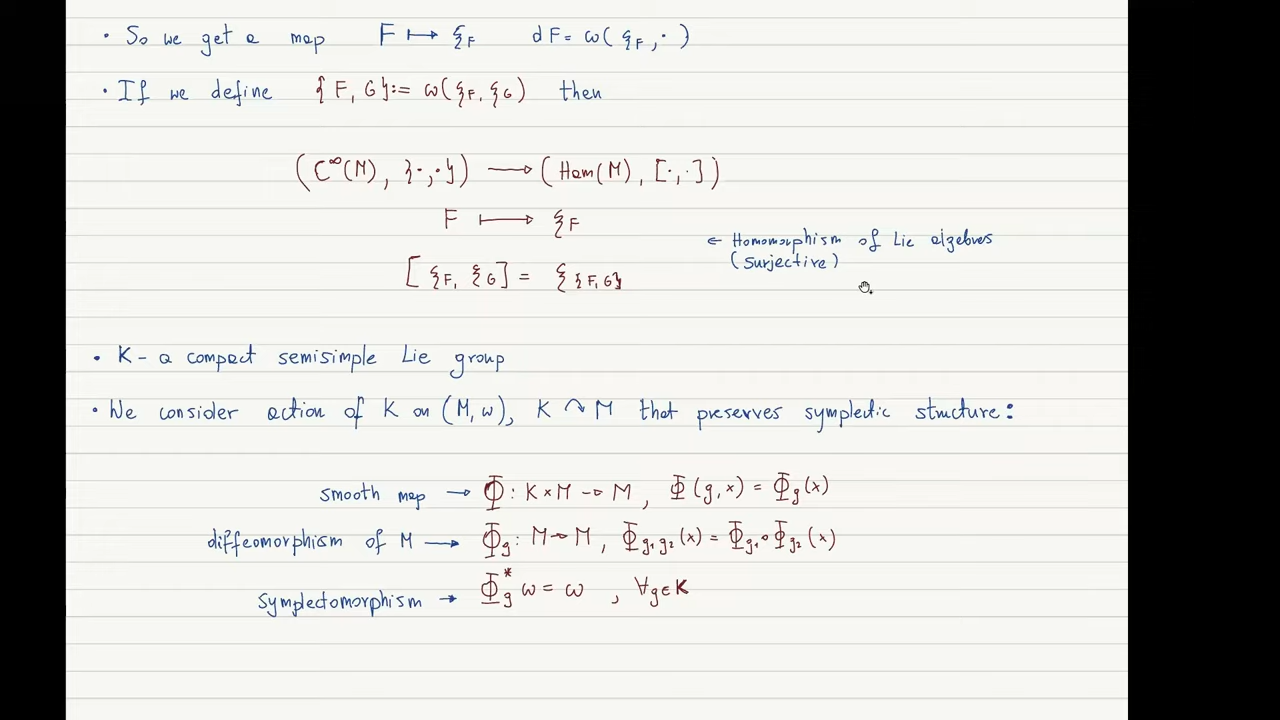 • So we get a map F ↦ ξ_F dF = ω(ξ_F, ·)
• If we define {F, G} := ω(ξ_F, ξ_G) then
(C^∞(M), {·,·}) ⟶ (Ham(M), [·,·])
F ⟼ ξ_F
← Homomorphism of Lie algebras
(surjective)
[ξ_F, ξ_G] = ξ_{F,G}
• K - a compact semisimple Lie group
• We consider action of K on (M, ω), K ↷ M that preserves symplectic structure:
smooth map → Φ : K × M → M, Φ(g, x) = Φ_g(x)
diffeomorphism of M → Φ_g : M → M, Φ_{g₁g₂}(x) = Φ_{g₁} ∘ Φ_{g₂}(x)
Symplectomorphism → Φ_g^* ω = ω, ∀g∈K